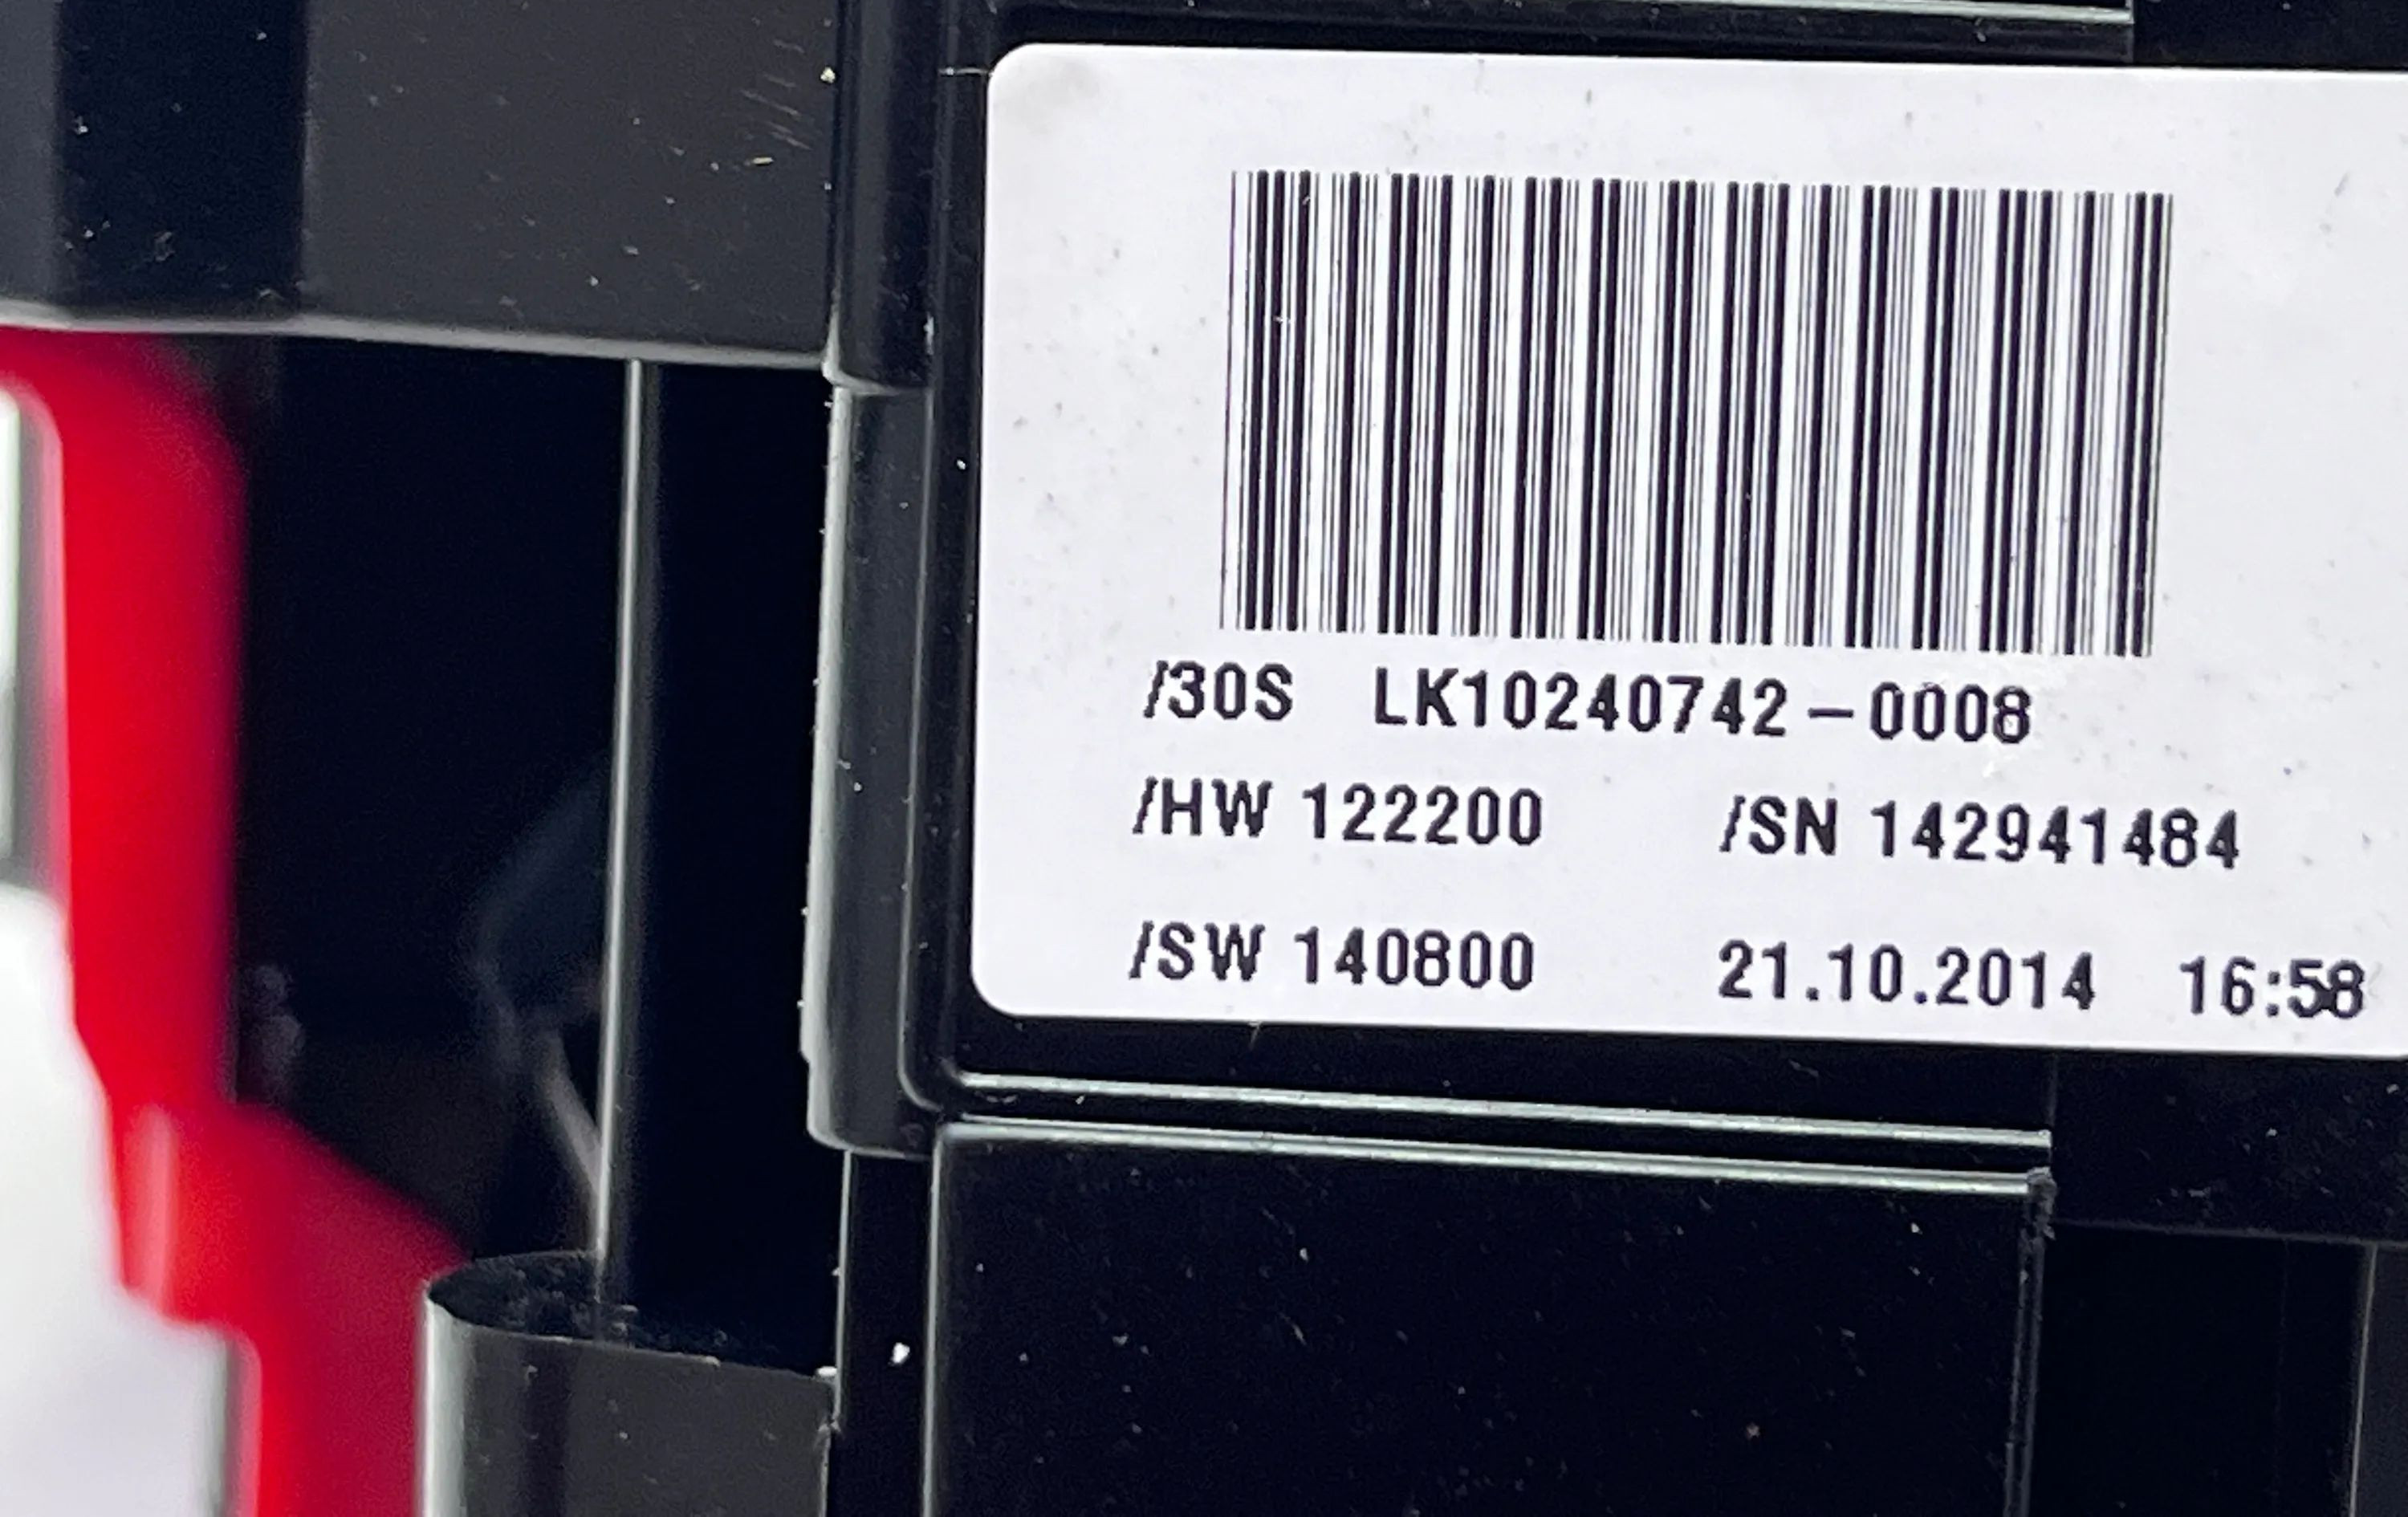 /30S LK10240742-0008
/HW 122200 /SN 142941484
/SW 140800 21.10.2014 16:58